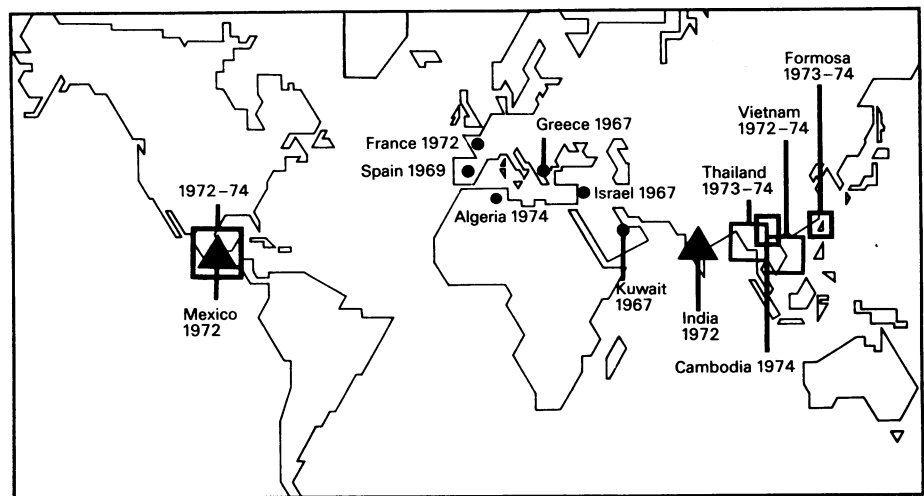 Formosa
1973–74
Vietnam
1972–74
France 1972
Greece 1967
Thailand
1973–74
Spain 1969
1972–74
Israel 1967
Algeria 1974
Kuwait
1967
Mexico
1972
India
1972
Cambodia 1974